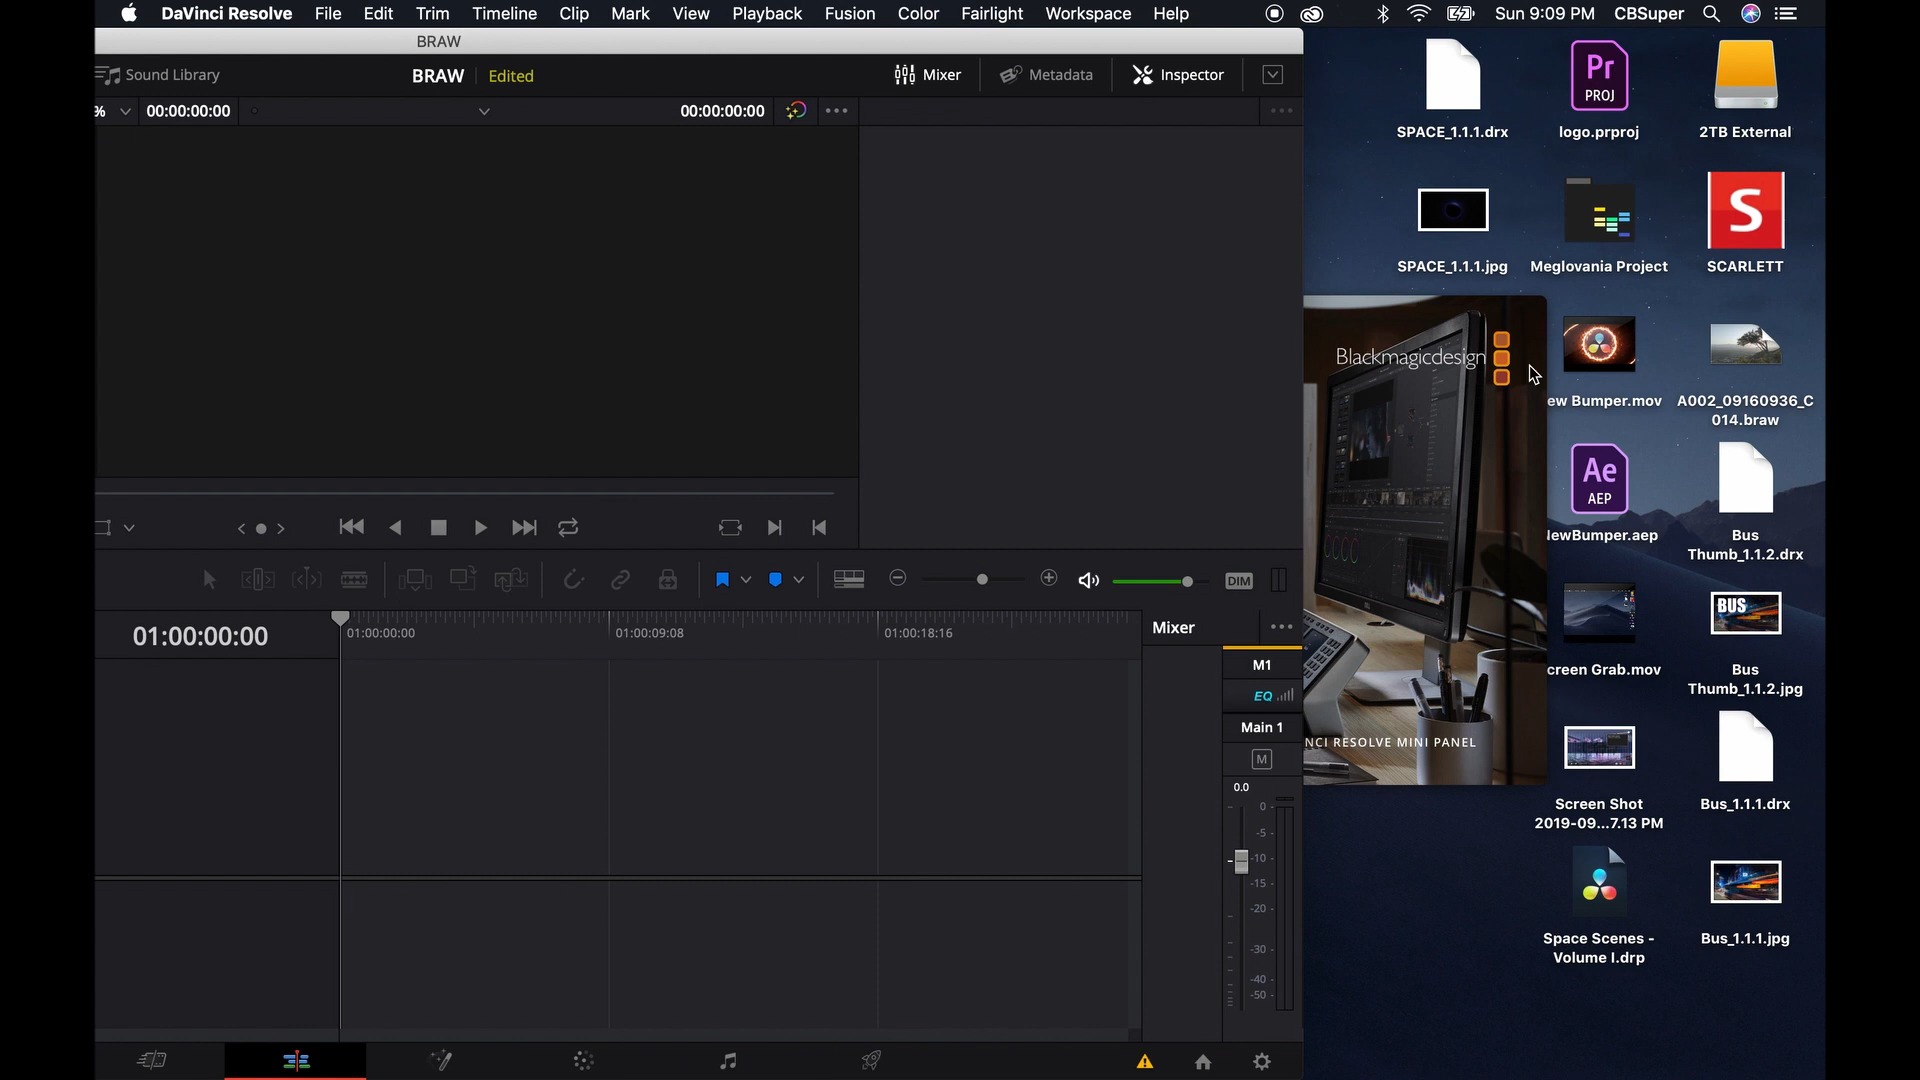 DaVinci Resolve File Edit Trim Timeline Clip Mark View Playback Fusion Color Fairlight Workspace Help Sun 9:09 PM CBSuper
BRAW
Sound Library BRAW Edited Mixer Metadata Inspector
% 00:00:00:00 00:00:00:00
DIM
01:00:00:00 01:00:00:00 01:00:09:08 01:00:18:16
Mixer
M1
EQ
Main 1
M
0.0
0
-5
-10
-15
-20
-30
-40
-50
Blackmagicdesign
NCI RESOLVE MINI PANEL
SPACE_1.1.1.drx
Pr
PROJ
logo.prproj
2TB External
SPACE_1.1.1.jpg
Meglovania Project
S
SCARLETT
ew Bumper.mov
A002_09160936_C
014.braw
Ae
AEP
NewBumper.aep
Bus
Thumb_1.1.2.drx
creen Grab.mov
BUS
Bus
Thumb_1.1.2.jpg
Screen Shot
2019-09...7.13 PM
Bus_1.1.1.drx
Space Scenes -
Volume I.drp
Bus_1.1.1.jpg